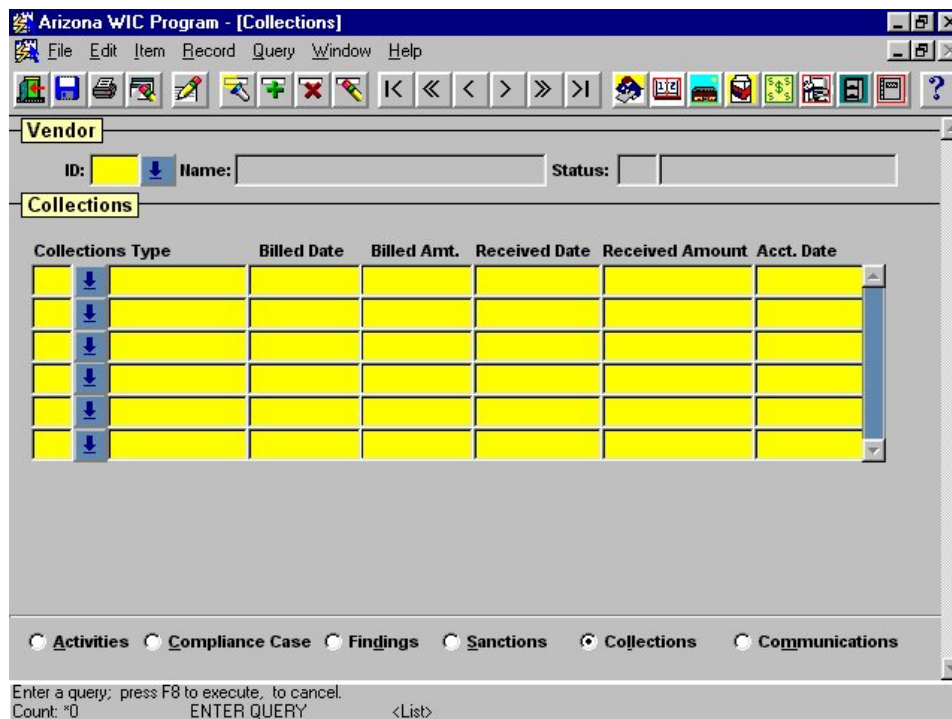 Arizona WIC Program - [Collections]
File Edit Item Record Query Window Help
Vendor
ID: Name: Status:
Collections
Collections Type Billed Date Billed Amt. Received Date Received Amount Acct. Date
Activities Compliance Case Findings Sanctions Collections Communications
Enter a query; press F8 to execute, to cancel.
Count: *0 ENTER QUERY <List>